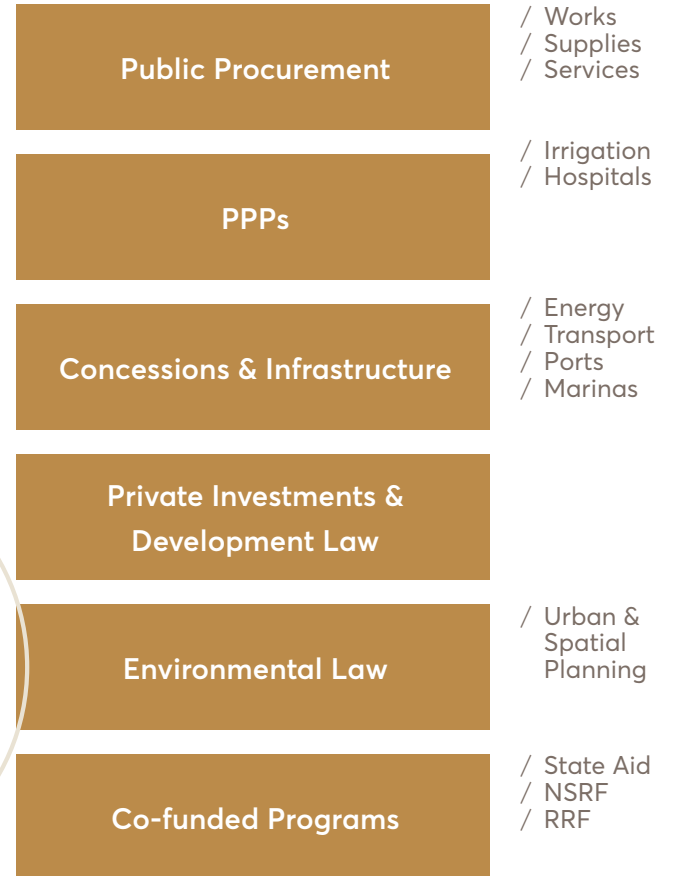 Public Procurement
/ Works
/ Supplies
/ Services
PPPs
/ Irrigation
/ Hospitals
Concessions & Infrastructure
/ Energy
/ Transport
/ Ports
/ Marinas
Private Investments &
Development Law
Environmental Law
/ Urban &
Spatial
Planning
Co-funded Programs
/ State Aid
/ NSRF
/ RRF